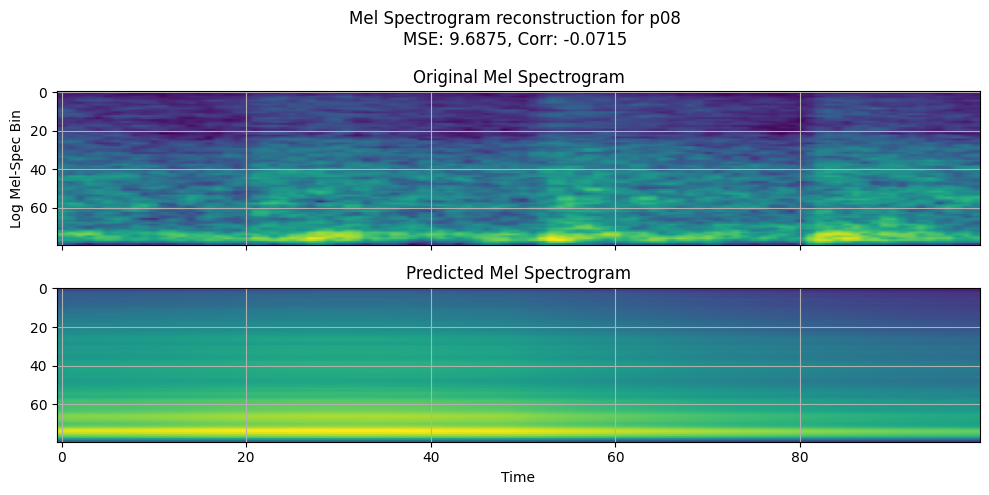 Mel Spectrogram reconstruction for p08
MSE: 9.6875, Corr: -0.0715
Original Mel Spectrogram
0
20
40
60
Log Mel-Spec Bin
Predicted Mel Spectrogram
0
20
40
60
0 20 40 60 80
Time